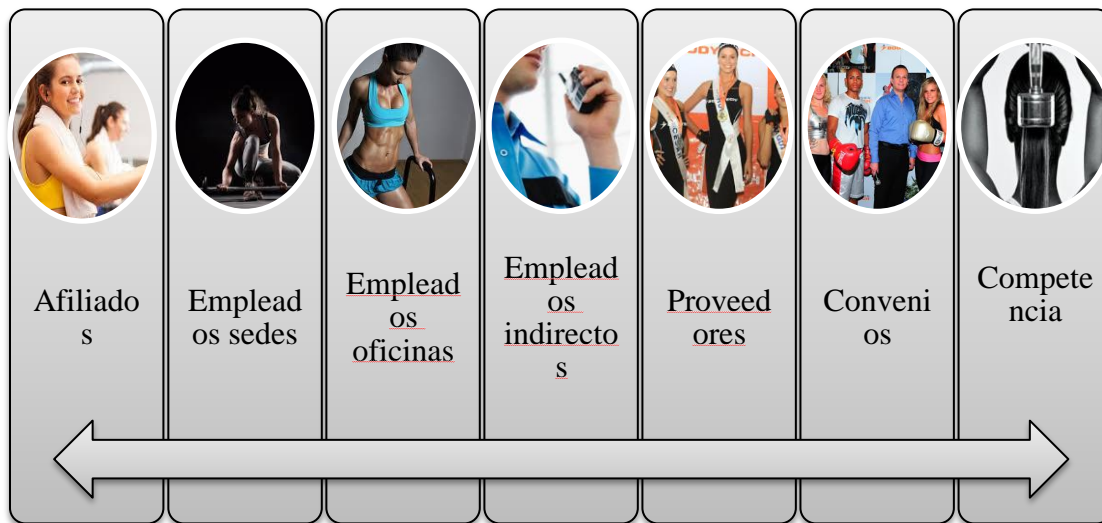 Afiliado
s
Emplead
os sedes
Emplead
os
oficinas
Emplead
os
indirecto
s
Proveed
ores
Conveni
os
Compete
ncia